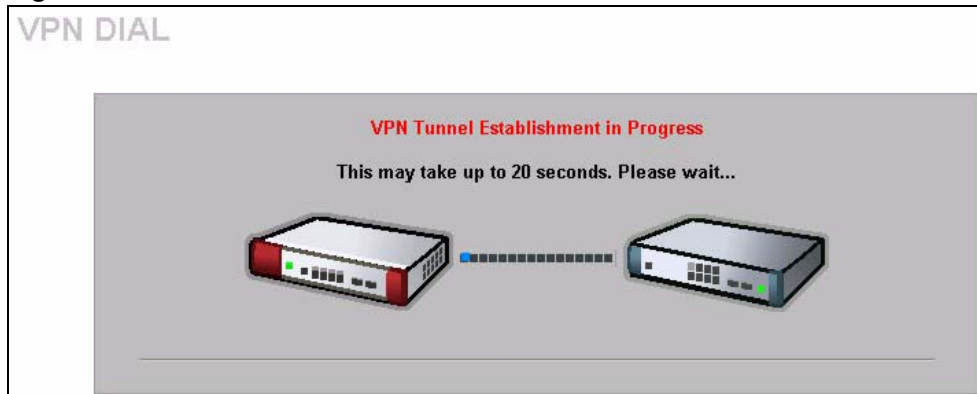 VPN DIAL
VPN Tunnel Establishment in Progress
This may take up to 20 seconds. Please wait...